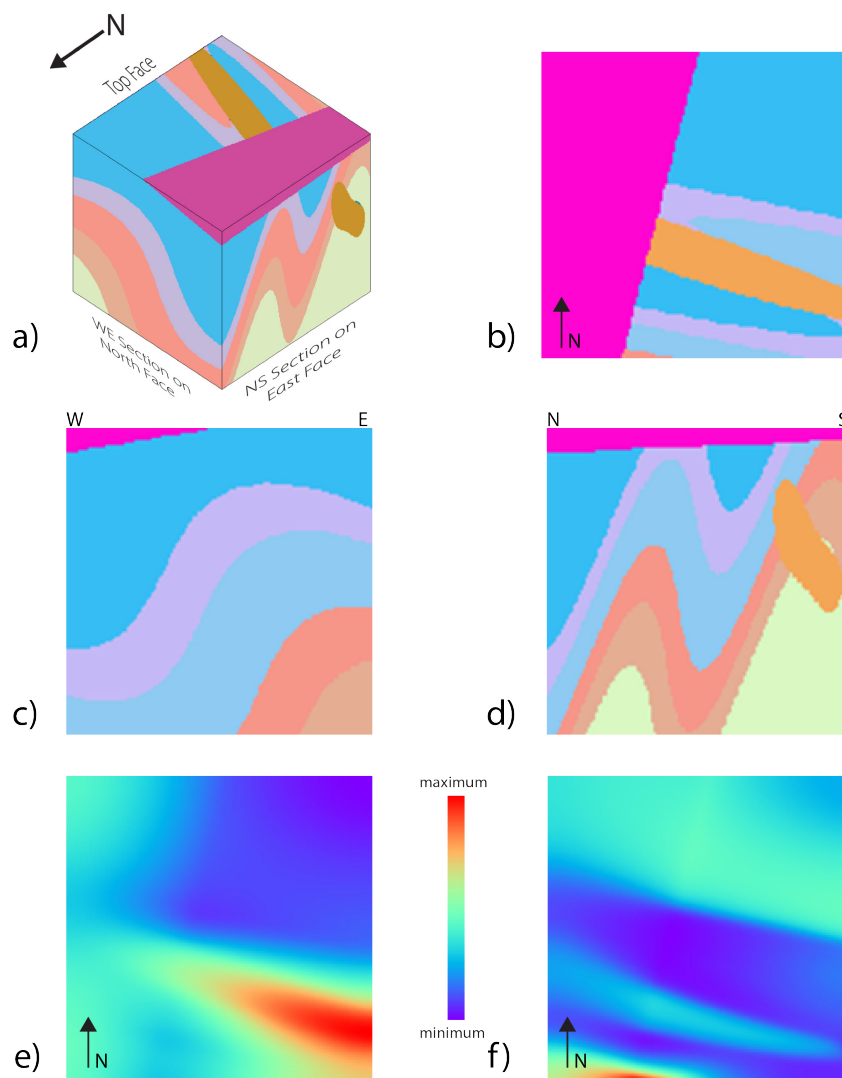 N
Top Face
a)
WE Section on
North Face
NS Section on
East Face
b)
N
W E
c)
N S
d)
e)
N
maximum
minimum
f)
N